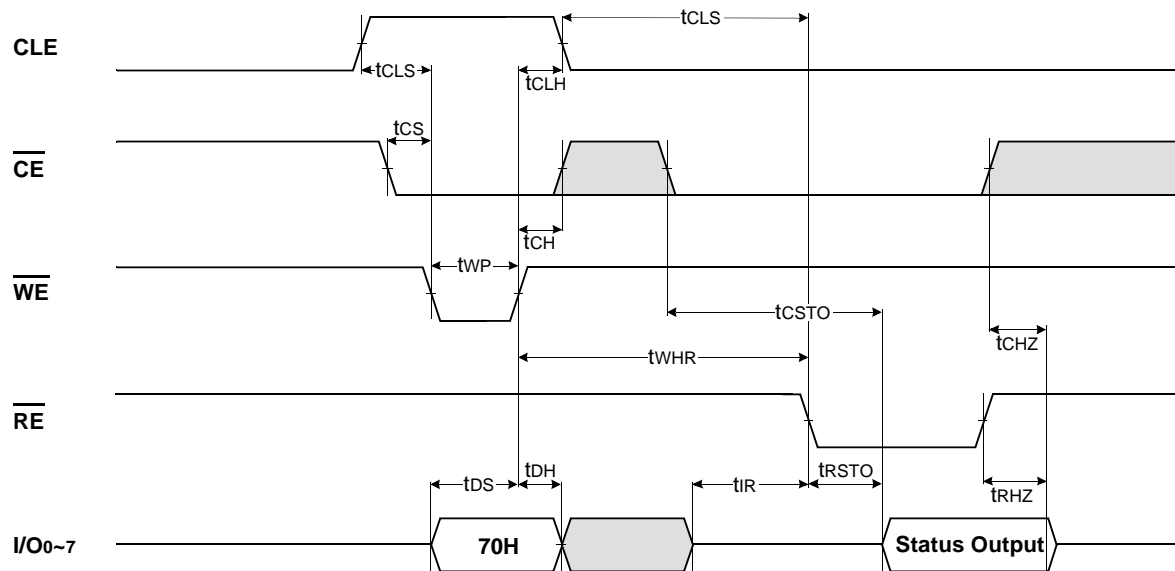 tCLS
CLE
tCLS
tCLH
tCS
CE
tCH
tWP
WE
tCSTO
tCHZ
tWHR
RE
tDH
tRSTO
tDS
tIR
tRHZ
I/O0~7
70H
Status Output